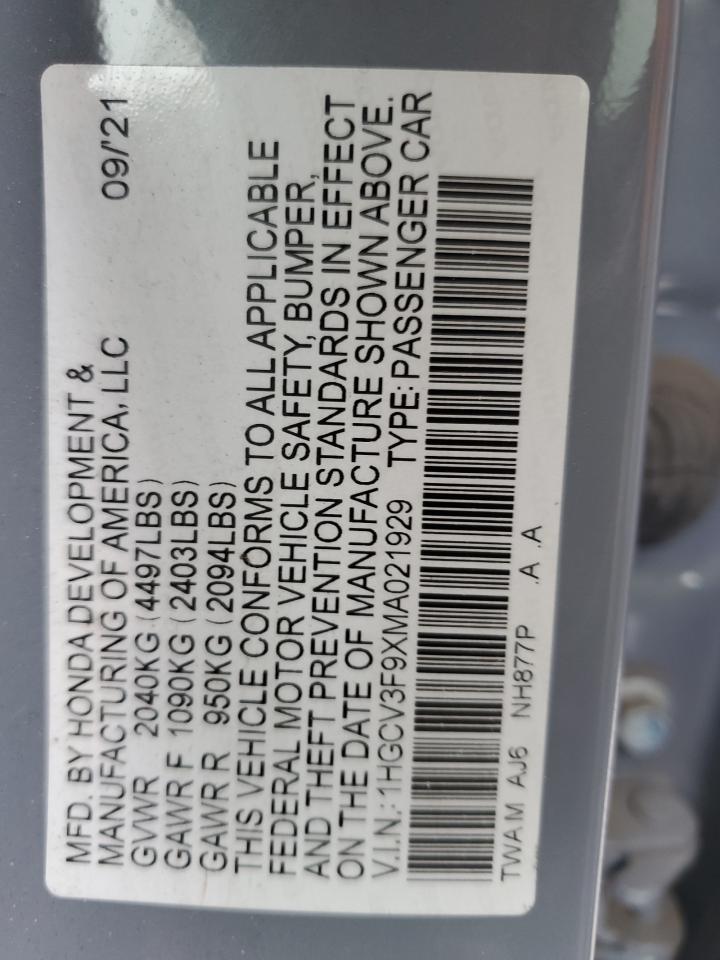 MFD. BY HONDA DEVELOPMENT &
MANUFACTURING OF AMERICA, LLC 09/'21
GVWR 2040KG (4497LBS)
GAWR F 1090KG (2403LBS)
GAWR R 950KG (2094LBS)
THIS VEHICLE CONFORMS TO ALL APPLICABLE
FEDERAL MOTOR VEHICLE SAFETY, BUMPER,
AND THEFT PREVENTION STANDARDS IN EFFECT
ON THE DATE OF MANUFACTURE SHOWN ABOVE.
V.I.N.:1HGCV3F9XMA021929 TYPE: PASSENGER CAR
TWAM AJ6 NH877P .A .A